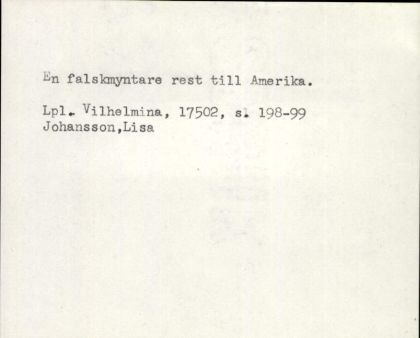 En falskmyntare rest till Amerika.
Lpl. Vilhelmina, 17502, s. 198-99
Johansson,Lisa